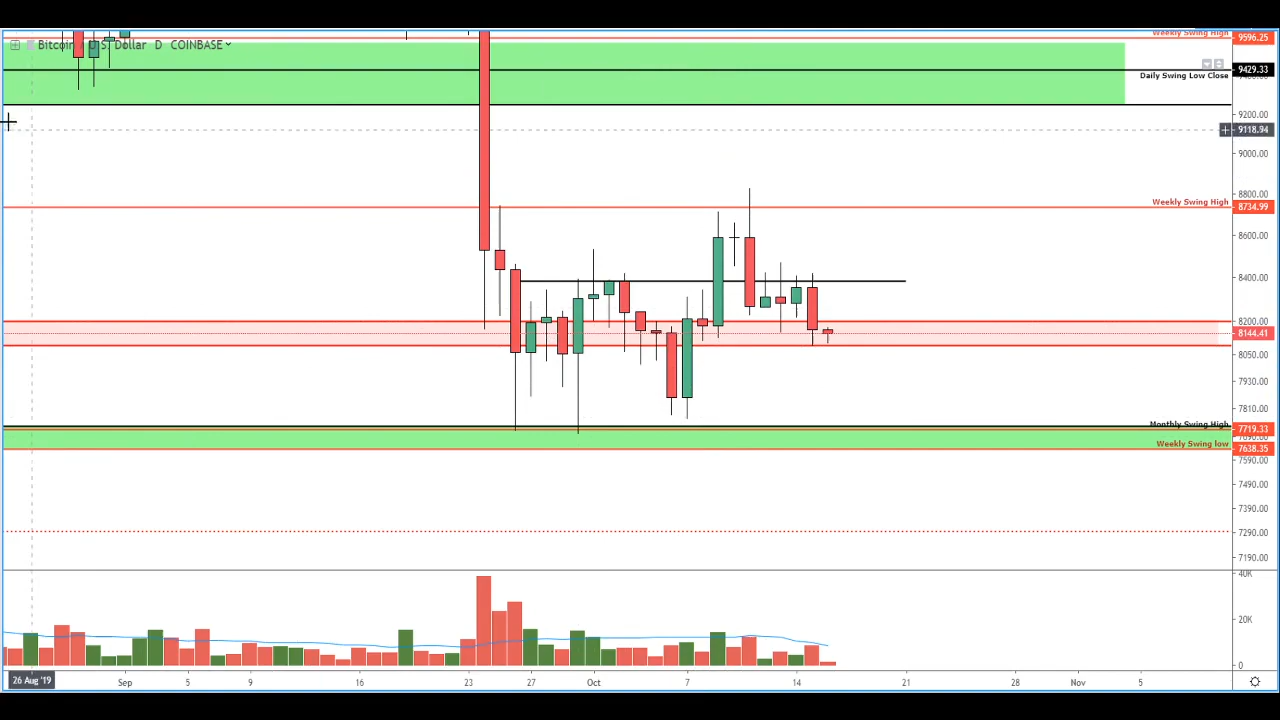 Bitcoin / U.S. Dollar D COINBASE
Weekly Swing High
9596.25
9429.33
Daily Swing Low Close
9400.00
9200.00
9118.94
9000.00
8800.00
Weekly Swing High
8734.99
8600.00
8400.00
8200.00
8144.41
8050.00
7930.00
7810.00
Monthly Swing High
7719.33
7690.00
Weekly Swing low
7638.35
7590.00
7490.00
7390.00
7290.00
7190.00
40K
20K
0
26 Aug '19 Sep 5 9 16 23 27 Oct 7 14 21 28 Nov 5